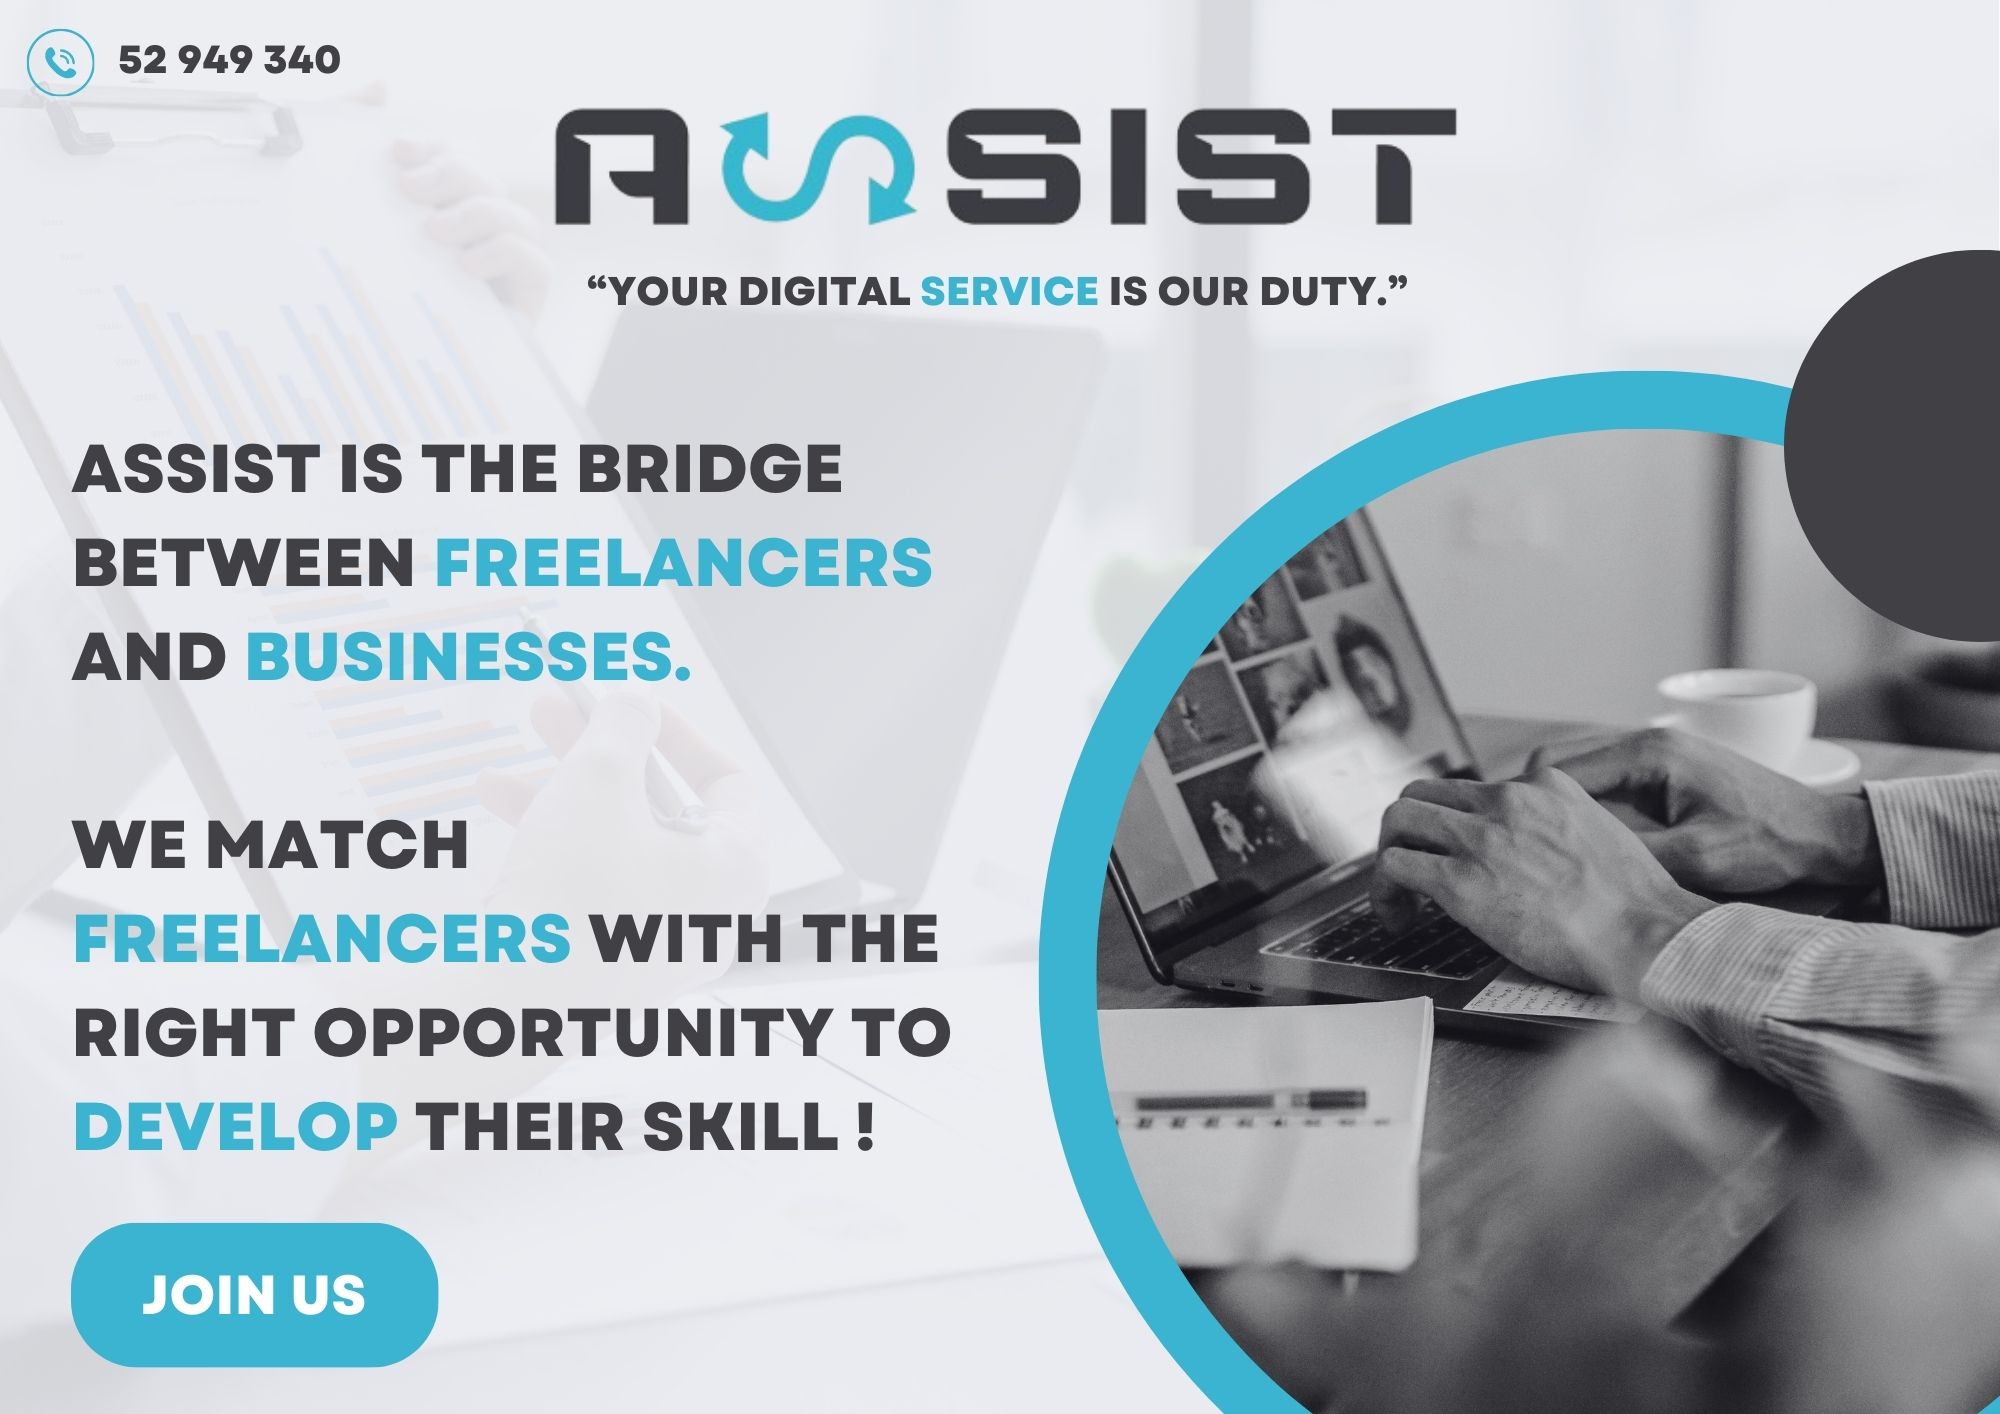 52 949 340
ASSIST
“YOUR DIGITAL SERVICE IS OUR DUTY.”
ASSIST IS THE BRIDGE
BETWEEN FREELANCERS
AND BUSINESSES.
WE MATCH
FREELANCERS WITH THE
RIGHT OPPORTUNITY TO
DEVELOP THEIR SKILL !
JOIN US